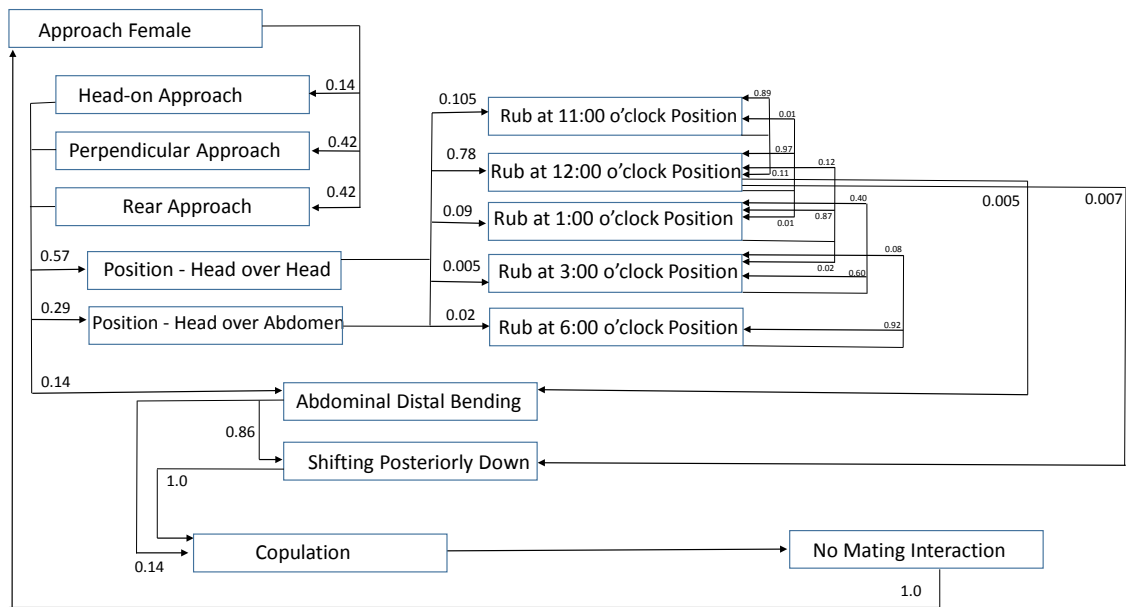 Approach Female
0.14
Head-on Approach
0.89
0.105
Rub at 11:00 o'clock Position
0.01
0.42
Perpendicular Approach
0.97
0.78
0.12
Rub at 12:00 o'clock Position
0.11
0.42
Rear Approach
0.40
0.005
0.007
0.09
Rub at 1:00 o'clock Position
0.87
0.01
0.57
0.08
Position - Head over Head
0.005
Rub at 3:00 o'clock Position
0.02
0.60
0.29
Position - Head over Abdomen
0.02
Rub at 6:00 o'clock Position
0.92
0.14
Abdominal Distal Bending
0.86
Shifting Posteriorly Down
1.0
Copulation
No Mating Interaction
0.14
1.0